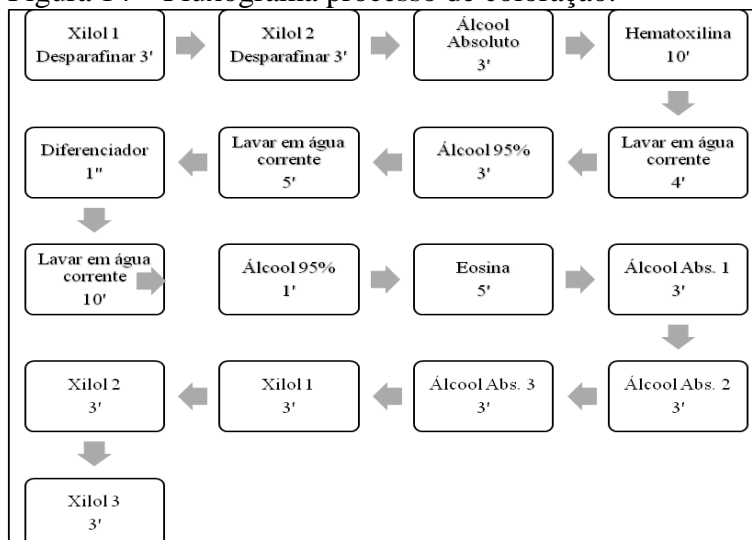 Figura
Fluxograma processo de coloração.
Xilol 1
Desparafinar 3'
Xilol 2
Desparafinar 3'
Álcool
Absoluto
3'
Hematoxilina
10'
Diferenciador
1"
Lavar em água
corrente
5'
Álcool 95%
3'
Lavar em água
corrente
4'
Lavar em água
corrente
10'
Álcool 95%
1'
Eosina
5'
Álcool Abs. 1
3'
Xilol 2
3'
Xilol 1
3'
Álcool Abs. 3
3'
Álcool Abs. 2
3'
Xilol 3
3'